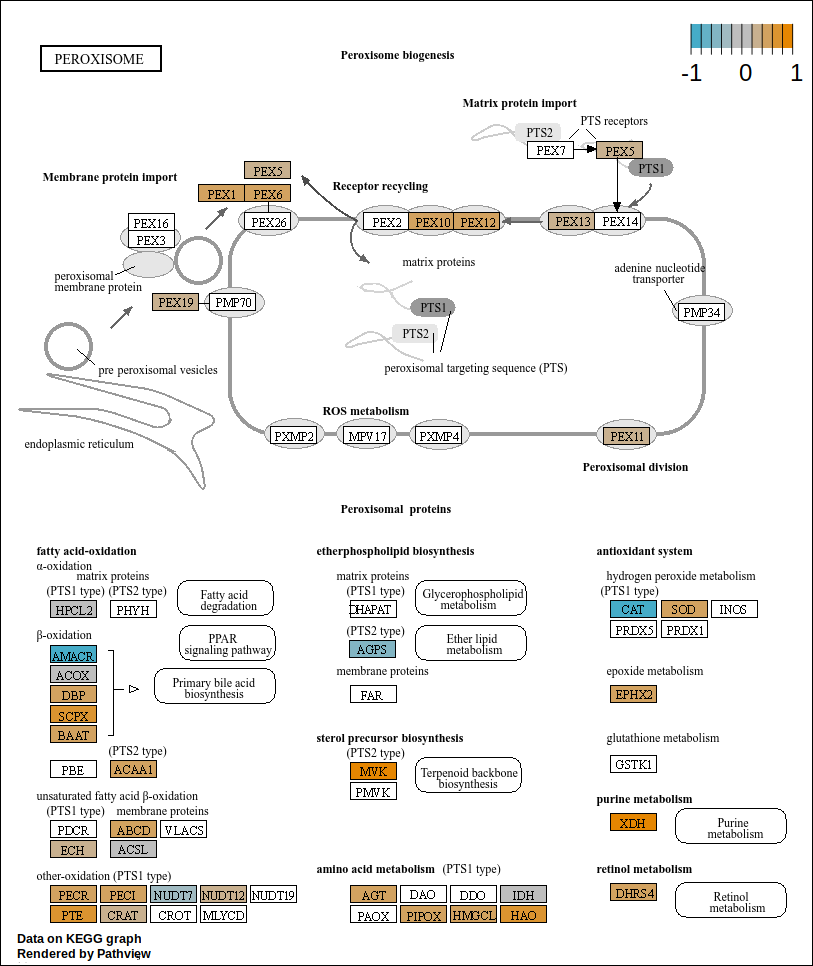 PEROXISOME
Peroxisome biogenesis
-1 0 1
Matrix protein import
PTS2
PTS receptors
PEX7
PEX5
PTS1
Membrane protein import
PEX5
PEX1
PEX6
Receptor recycling
PEX16
PEX3
PEX26
PEX2
PEX10
PEX12
PEX13
PEX14
peroxisomal
membrane protein
matrix proteins
adenine nucleotide
transporter
PEX19
PMP70
PTS1
PMP34
PTS2
pre peroxisomal vesicles
peroxisomal targeting sequence (PTS)
endoplasmic reticulum
ROS metabolism
PXMP2
MPV17
PXMP4
PEX11
Peroxisomal division
Peroxisomal proteins
fatty acid-oxidation
α-oxidation
matrix proteins
(PTS1 type) (PTS2 type)
HPCL2
PHYH
Fatty acid
degradation
β-oxidation
PPAR
signaling pathway
AMACR
ACOX
DBP
SCPX
BAAT
Primary bile acid
biosynthesis
(PTS2 type)
PBE
ACAA1
unsaturated fatty acid β-oxidation
(PTS1 type) membrane proteins
PDCR
ABCD
VLACS
ECH
ACSL
other-oxidation (PTS1 type)
PECR
PECI
NUDT7
NUDT12
NUDT19
PTE
CRAT
CROT
MLYCD
etherphospholipid biosynthesis
matrix proteins
(PTS1 type)
DHAPAT
Glycerophospholipid
metabolism
(PTS2 type)
AGPS
Ether lipid
metabolism
membrane proteins
FAR
sterol precursor biosynthesis
(PTS2 type)
MVK
PMVK
Terpenoid backbone
biosynthesis
amino acid metabolism (PTS1 type)
AGT
DAO
DDO
IDH
PAOX
PIPOX
HMGCL
HAO
antioxidant system
hydrogen peroxide metabolism
(PTS1 type)
CAT
SOD
INOS
PRDX5
PRDX1
epoxide metabolism
EPHX2
glutathione metabolism
GSTK1
purine metabolism
XDH
Purine
metabolism
retinol metabolism
DHRS4
Retinol
metabolism
Data on KEGG graph
Rendered by Pathview